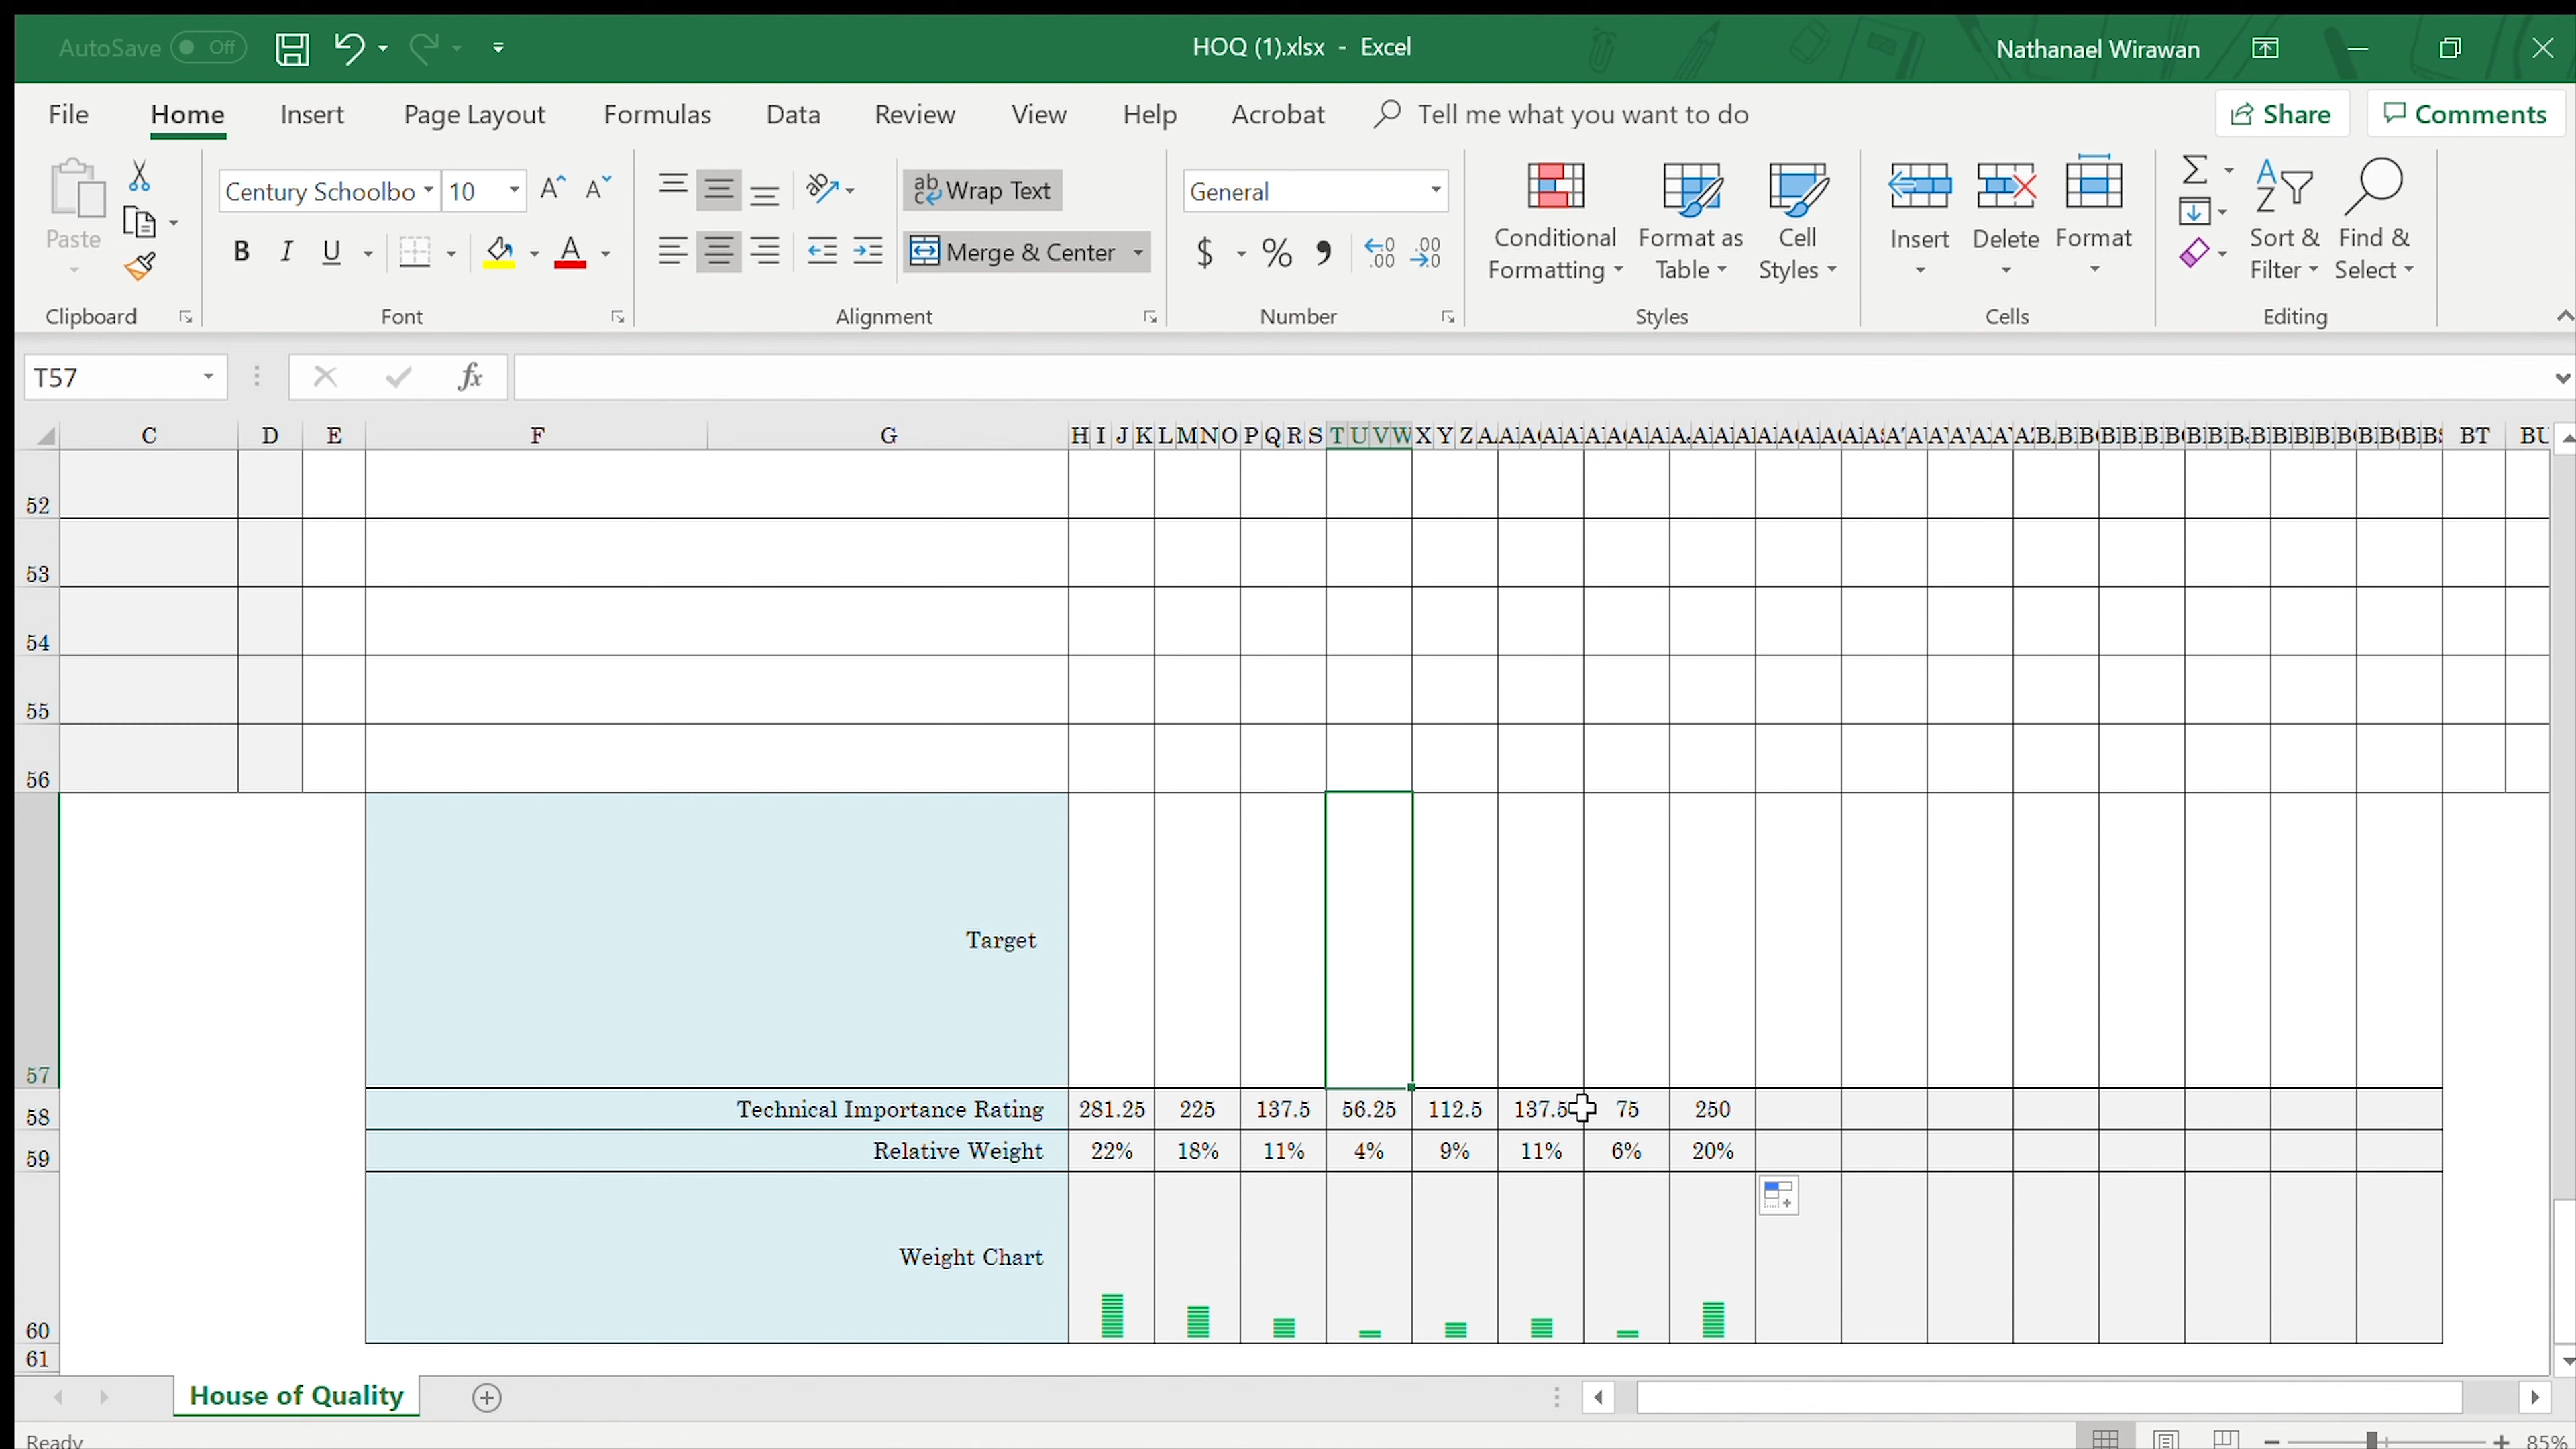 AutoSave Off
HOQ (1).xlsx - Excel
Nathanael Wirawan
File Home Insert Page Layout Formulas Data Review View Help Acrobat Tell me what you want to do Share Comments
Paste
Clipboard
Century Schoolbo 10
B I U A
Font
Wrap Text
Merge & Center
Alignment
General
$ % ,
Number
Conditional Formatting
Format as Table
Cell Styles
Styles
Insert Delete Format
Cells
Sort & Filter
Find & Select
Editing
T57 fx
C D E F G H I J K L M N O P Q R S T U V W X Y Z BT BU
52
53
54
55
56
Target
57
58 Technical Importance Rating 281.25 225 137.5 56.25 112.5 137.5 75 250
59 Relative Weight 22% 18% 11% 4% 9% 11% 6% 20%
Weight Chart
60
61
House of Quality
Ready 85%